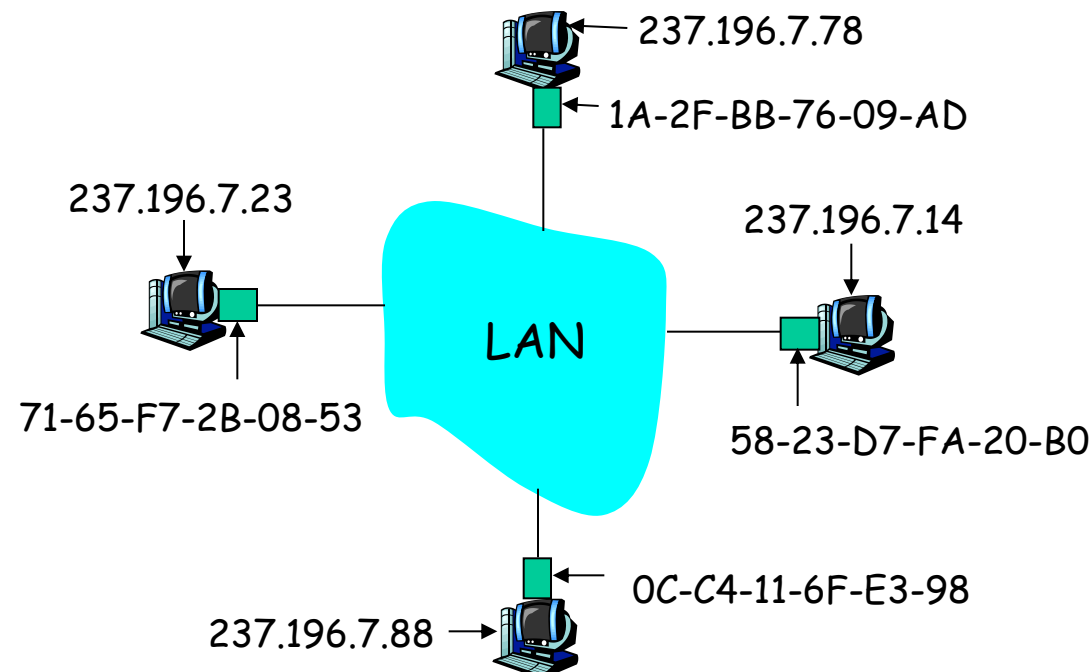 237.196.7.78
1A-2F-BB-76-09-AD
237.196.7.23
237.196.7.14
LAN
71-65-F7-2B-08-53
58-23-D7-FA-20-B0
0C-C4-11-6F-E3-98
237.196.7.88